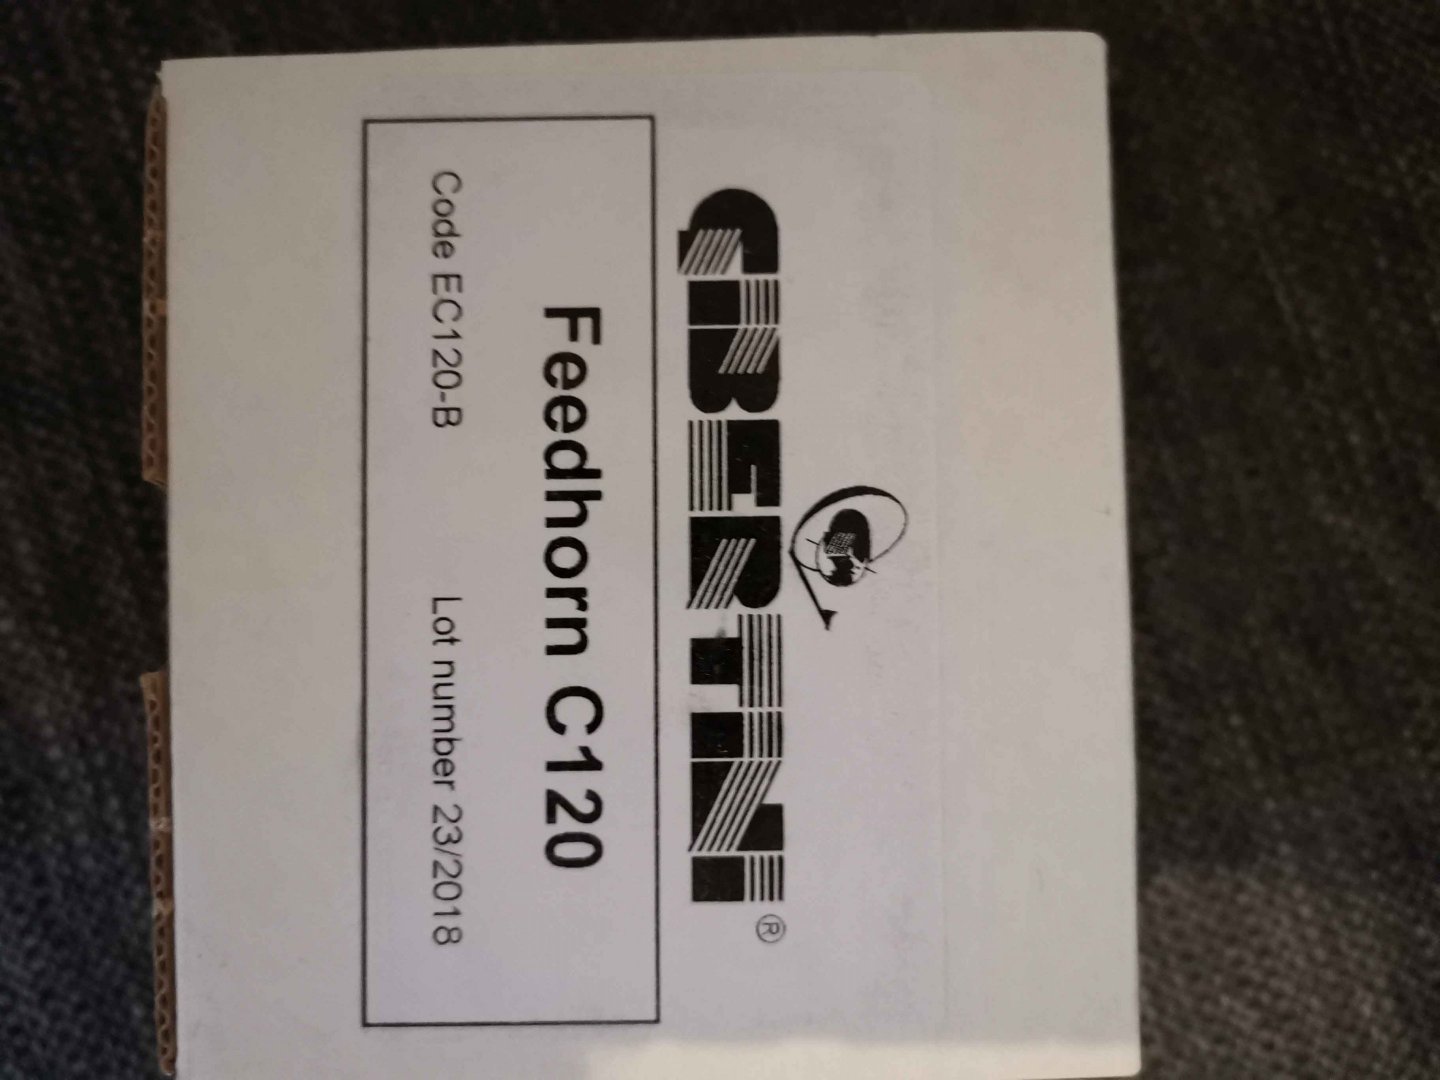 GIBERTINI®
Feedhorn C120
Code EC120-B Lot number 23/2018